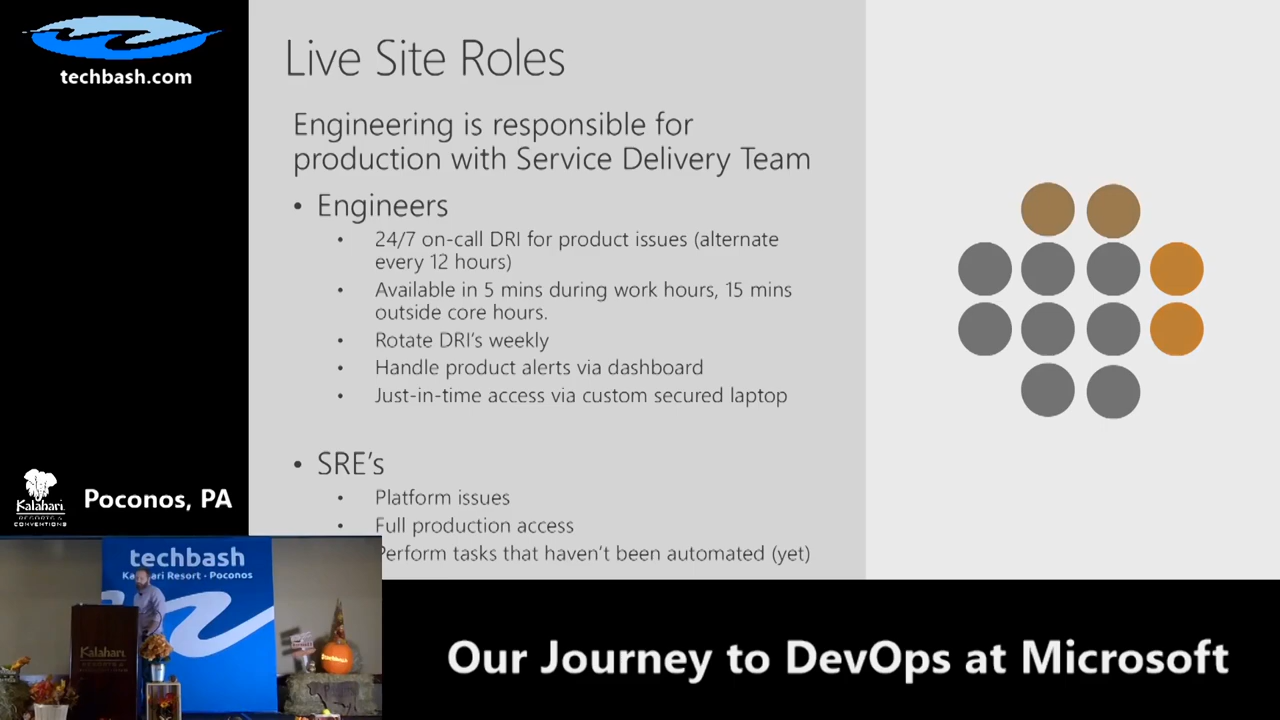 techbash.com
Live Site Roles
Engineering is responsible for
production with Service Delivery Team
• Engineers
• 24/7 on-call DRI for product issues (alternate
every 12 hours)
• Available in 5 mins during work hours, 15 mins
outside core hours.
• Rotate DRI's weekly
• Handle product alerts via dashboard
• Just-in-time access via custom secured laptop
• SRE's
• Platform issues
• Full production access
Perform tasks that haven't been automated (yet)
Kalahari
RESORTS &
CONVENTIONS
Poconos, PA
techbash
Kalahari Resort - Poconos
Kalahari
Our Journey to DevOps at Microsoft